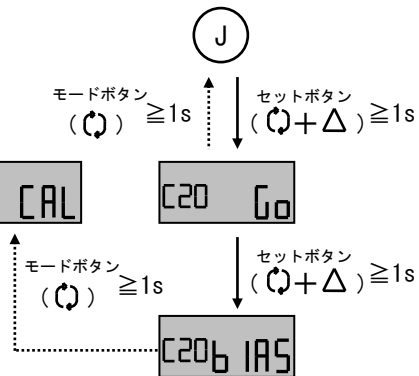 J
モードボタン
(　) ≧1s
セットボタン
(　+△) ≧1s
CAL
C20 Go
モードボタン
(　) ≧1s
セットボタン
(　+△) ≧1s
C20 bIAS